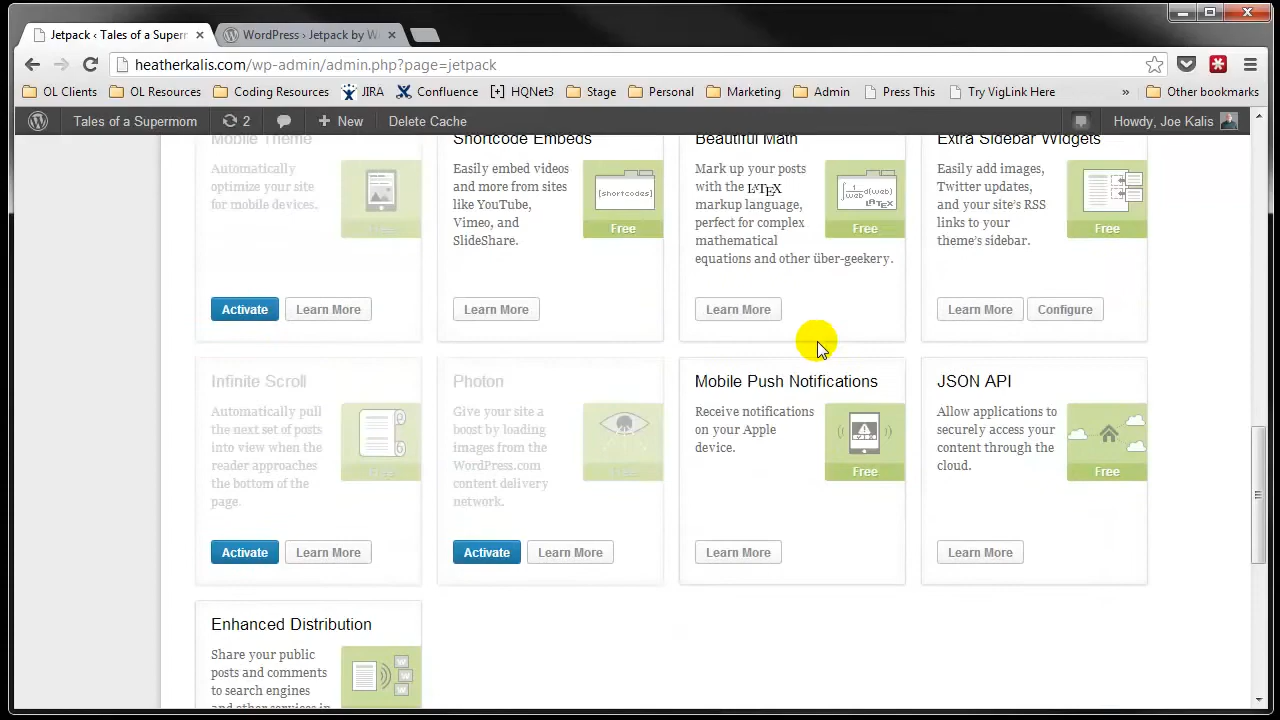 Jetpack ‹ Tales of a Superm
WordPress › Jetpack by W
heatherkalis.com/wp-admin/admin.php?page=jetpack
OL Clients
OL Resources
Coding Resources
JIRA
Confluence
HQNet3
Stage
Personal
Marketing
Admin
Press This
Try VigLink Here
»
Other bookmarks
Tales of a Supermom
2
New
Delete Cache
Howdy, Joe Kalis
Mobile Theme
Automatically
optimize your site
for mobile devices.
Free
Activate
Learn More
Shortcode Embeds
Easily embed videos
and more from sites
like YouTube,
Vimeo, and
SlideShare.
[shortcodes]
Free
Learn More
Beautiful Math
Mark up your posts
with the LATEX
markup language,
perfect for complex
mathematical
equations and other über-geekery.
LATEX
Free
Learn More
Extra Sidebar Widgets
Easily add images,
Twitter updates,
and your site's RSS
links to your
theme's sidebar.
Free
Learn More
Configure
Infinite Scroll
Automatically pull
the next set of posts
into view when the
reader approaches
the bottom of the
page.
Free
Activate
Learn More
Photon
Give your site a
boost by loading
images from the
WordPress.com
content delivery
network.
Free
Activate
Learn More
Mobile Push Notifications
Receive notifications
on your Apple
device.
Free
Learn More
JSON API
Allow applications to
securely access your
content through the
cloud.
Free
Learn More
Enhanced Distribution
Share your public
posts and comments
to search engines
and other services in
W
W
W